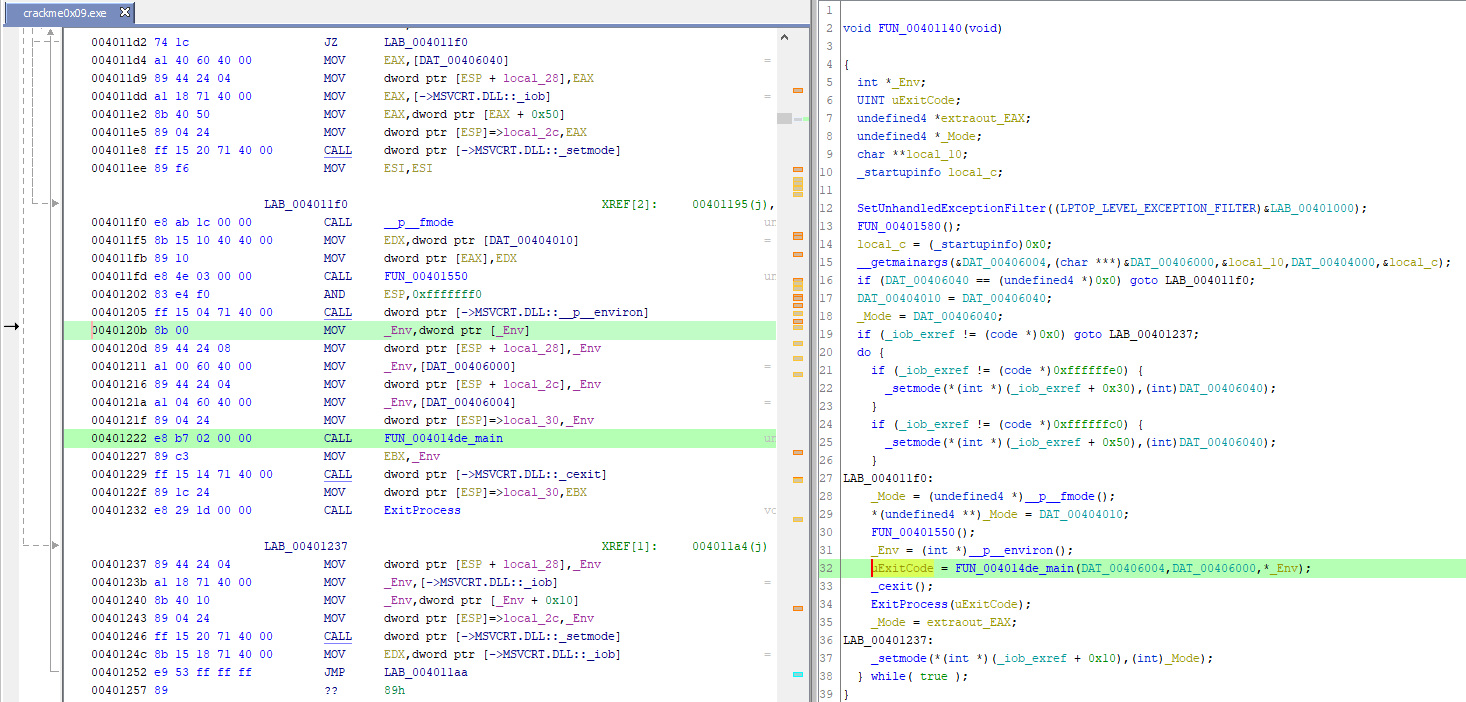 crackme0x09.exe X
004011d2 74 1c JZ LAB_004011f0
004011d4 a1 40 60 40 00 MOV EAX,[DAT_00406040] =
004011d9 89 44 24 04 MOV dword ptr [ESP + local_28],EAX
004011dd a1 18 71 40 00 MOV EAX,[->MSVCRT.DLL::_iob] =
004011e2 8b 40 50 MOV EAX,dword ptr [EAX + 0x50]
004011e5 89 04 24 MOV dword ptr [ESP]=>local_2c,EAX
004011e8 ff 15 20 71 40 00 CALL dword ptr [->MSVCRT.DLL::_setmode]
004011ee 89 f6 MOV ESI,ESI
LAB_004011f0 XREF[2]: 00401195(j),
004011f0 e8 ab 1c 00 00 CALL __p__fmode un
004011f5 8b 15 10 40 40 00 MOV EDX,dword ptr [DAT_00404010] =
004011fb 89 10 MOV dword ptr [EAX],EDX
004011fd e8 4e 03 00 00 CALL FUN_00401550 un
00401202 83 e4 f0 AND ESP,0xfffffff0
00401205 ff 15 04 71 40 00 CALL dword ptr [->MSVCRT.DLL::__p__environ]
0040120b 8b 00 MOV _Env,dword ptr [_Env]
0040120d 89 44 24 08 MOV dword ptr [ESP + local_28],_Env
00401211 a1 00 60 40 00 MOV _Env,[DAT_00406000] =
00401216 89 44 24 04 MOV dword ptr [ESP + local_2c],_Env
0040121a a1 04 60 40 00 MOV _Env,[DAT_00406004] =
0040121f 89 04 24 MOV dword ptr [ESP]=>local_30,_Env
00401222 e8 b7 02 00 00 CALL FUN_004014de_main un
00401227 89 c3 MOV EBX,_Env
00401229 ff 15 14 71 40 00 CALL dword ptr [->MSVCRT.DLL::_cexit]
0040122f 89 1c 24 MOV dword ptr [ESP]=>local_30,EBX
00401232 e8 29 1d 00 00 CALL ExitProcess vo
LAB_00401237 XREF[1]: 004011a4(j)
00401237 89 44 24 04 MOV dword ptr [ESP + local_28],_Env
0040123b a1 18 71 40 00 MOV _Env,[->MSVCRT.DLL::_iob] =
00401240 8b 40 10 MOV _Env,dword ptr [_Env + 0x10]
00401243 89 04 24 MOV dword ptr [ESP]=>local_2c,_Env
00401246 ff 15 20 71 40 00 CALL dword ptr [->MSVCRT.DLL::_setmode]
0040124c 8b 15 18 71 40 00 MOV EDX,dword ptr [->MSVCRT.DLL::_iob] =
00401252 e9 53 ff ff ff JMP LAB_004011aa
00401257 89 ?? 89h
1
2 void FUN_00401140(void)
3
4 {
5 int *_Env;
6 UINT uExitCode;
7 undefined4 *extraout_EAX;
8 undefined4 *_Mode;
9 char **local_10;
10 _startupinfo local_c;
11
12 SetUnhandledExceptionFilter((LPTOP_LEVEL_EXCEPTION_FILTER)&LAB_00401000);
13 FUN_00401580();
14 local_c = (_startupinfo)0x0;
15 __getmainargs(&DAT_00406004,(char ***)&DAT_00406000,&local_10,DAT_00404000,&local_c);
16 if (DAT_00406040 == (undefined4 *)0x0) goto LAB_004011f0;
17 DAT_00404010 = DAT_00406040;
18 _Mode = DAT_00406040;
19 if (_iob_exref != (code *)0x0) goto LAB_00401237;
20 do {
21 if (_iob_exref != (code *)0xffffffe0) {
22 _setmode(*(int *)(_iob_exref + 0x30),(int)DAT_00406040);
23 }
24 if (_iob_exref != (code *)0xffffffc0) {
25 _setmode(*(int *)(_iob_exref + 0x50),(int)DAT_00406040);
26 }
27 LAB_004011f0:
28 _Mode = (undefined4 *)__p__fmode();
29 *(undefined4 **)_Mode = DAT_00404010;
30 FUN_00401550();
31 _Env = (int *)__p__environ();
32 uExitCode = FUN_004014de_main(DAT_00406004,DAT_00406000,*_Env);
33 _cexit();
34 ExitProcess(uExitCode);
35 _Mode = extraout_EAX;
36 LAB_00401237:
37 _setmode(*(int *)(_iob_exref + 0x10),(int)_Mode);
38 } while( true );
39 }